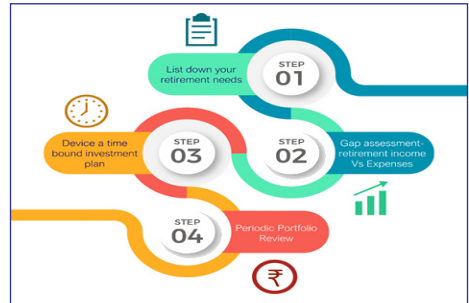 STEP
01
List down your
retirement needs
STEP
02
Gap assessment-
retirement income
Vs Expenses
STEP
03
Device a time
bound investment
plan
STEP
04
Periodic Portfolio
Review
₹